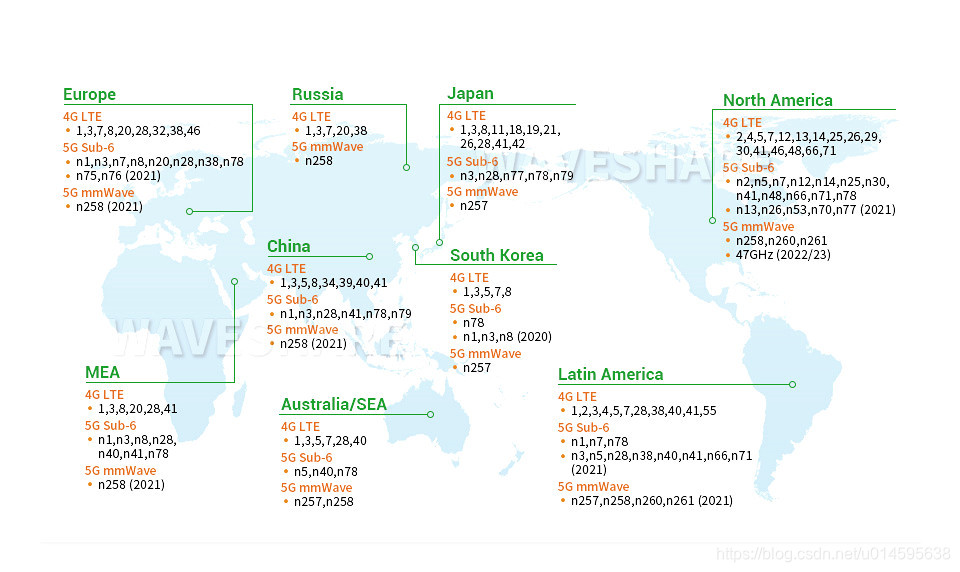 Europe
4G LTE
• 1,3,7,8,20,28,32,38,46
5G Sub-6
• n1,n3,n7,n8,n20,n28,n38,n78
• n75,n76 (2021)
5G mmWave
• n258 (2021)
Russia
4G LTE
• 1,3,7,20,38
5G mmWave
• n258
Japan
4G LTE
• 1,3,8,11,18,19,21,
26,28,41,42
5G Sub-6
• n3,n28,n77,n78,n79
5G mmWave
• n257
North America
4G LTE
• 2,4,5,7,12,13,14,25,26,29,
30,41,46,48,66,71
5G Sub-6
• n2,n5,n7,n12,n14,n25,n30,
n41,n48,n66,n71,n78
• n13,n26,n53,n70,n77 (2021)
5G mmWave
• n258,n260,n261
• 47GHz (2022/23)
China
4G LTE
• 1,3,5,8,34,39,40,41
5G Sub-6
• n1,n3,n28,n41,n78,n79
5G mmWave
• n258 (2021)
South Korea
4G LTE
• 1,3,5,7,8
5G Sub-6
• n78
• n1,n3,n8 (2020)
5G mmWave
• n257
MEA
4G LTE
• 1,3,8,20,28,41
5G Sub-6
• n1,n3,n8,n28,
n40,n41,n78
5G mmWave
• n258 (2021)
Australia/SEA
4G LTE
• 1,3,5,7,28,40
5G Sub-6
• n5,n40,n78
5G mmWave
• n257,n258
Latin America
4G LTE
• 1,2,3,4,5,7,28,38,40,41,55
5G Sub-6
• n1,n7,n78
• n3,n5,n28,n38,n40,n41,n66,n71
(2021)
5G mmWave
• n257,n258,n260,n261 (2021)
https://blog.csdn.net/u014595638